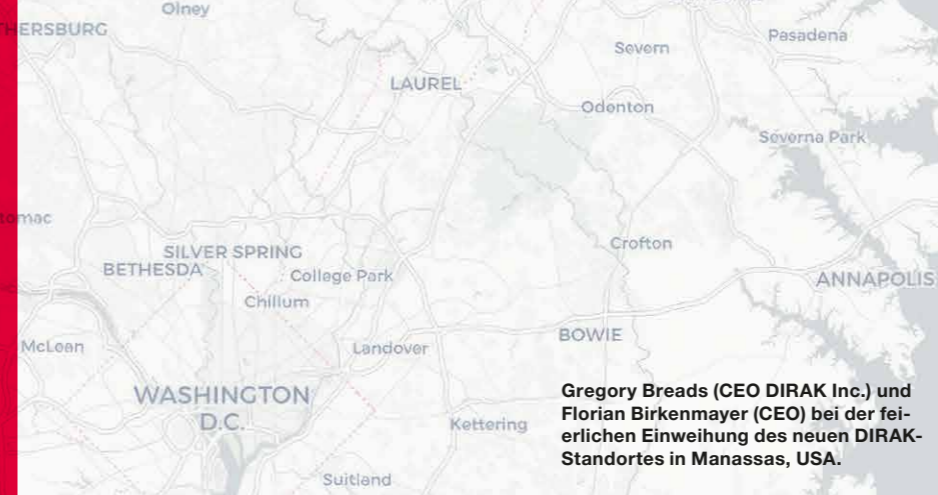 Olney
HERSBURG
Pasadena
Severn
LAUREL
Odenton
Severna Park
omac
SILVER SPRING
BETHESDA
College Park
Crofton
ANNAPOLIS
Chillum
McLean
Landover
BOWIE
WASHINGTON
D.C.
Kettering
Suitland
Gregory Breads (CEO DIRAK Inc.) und
Florian Birkenmayer (CEO) bei der fei-
erlichen Einweihung des neuen DIRAK-
Standortes in Manassas, USA.